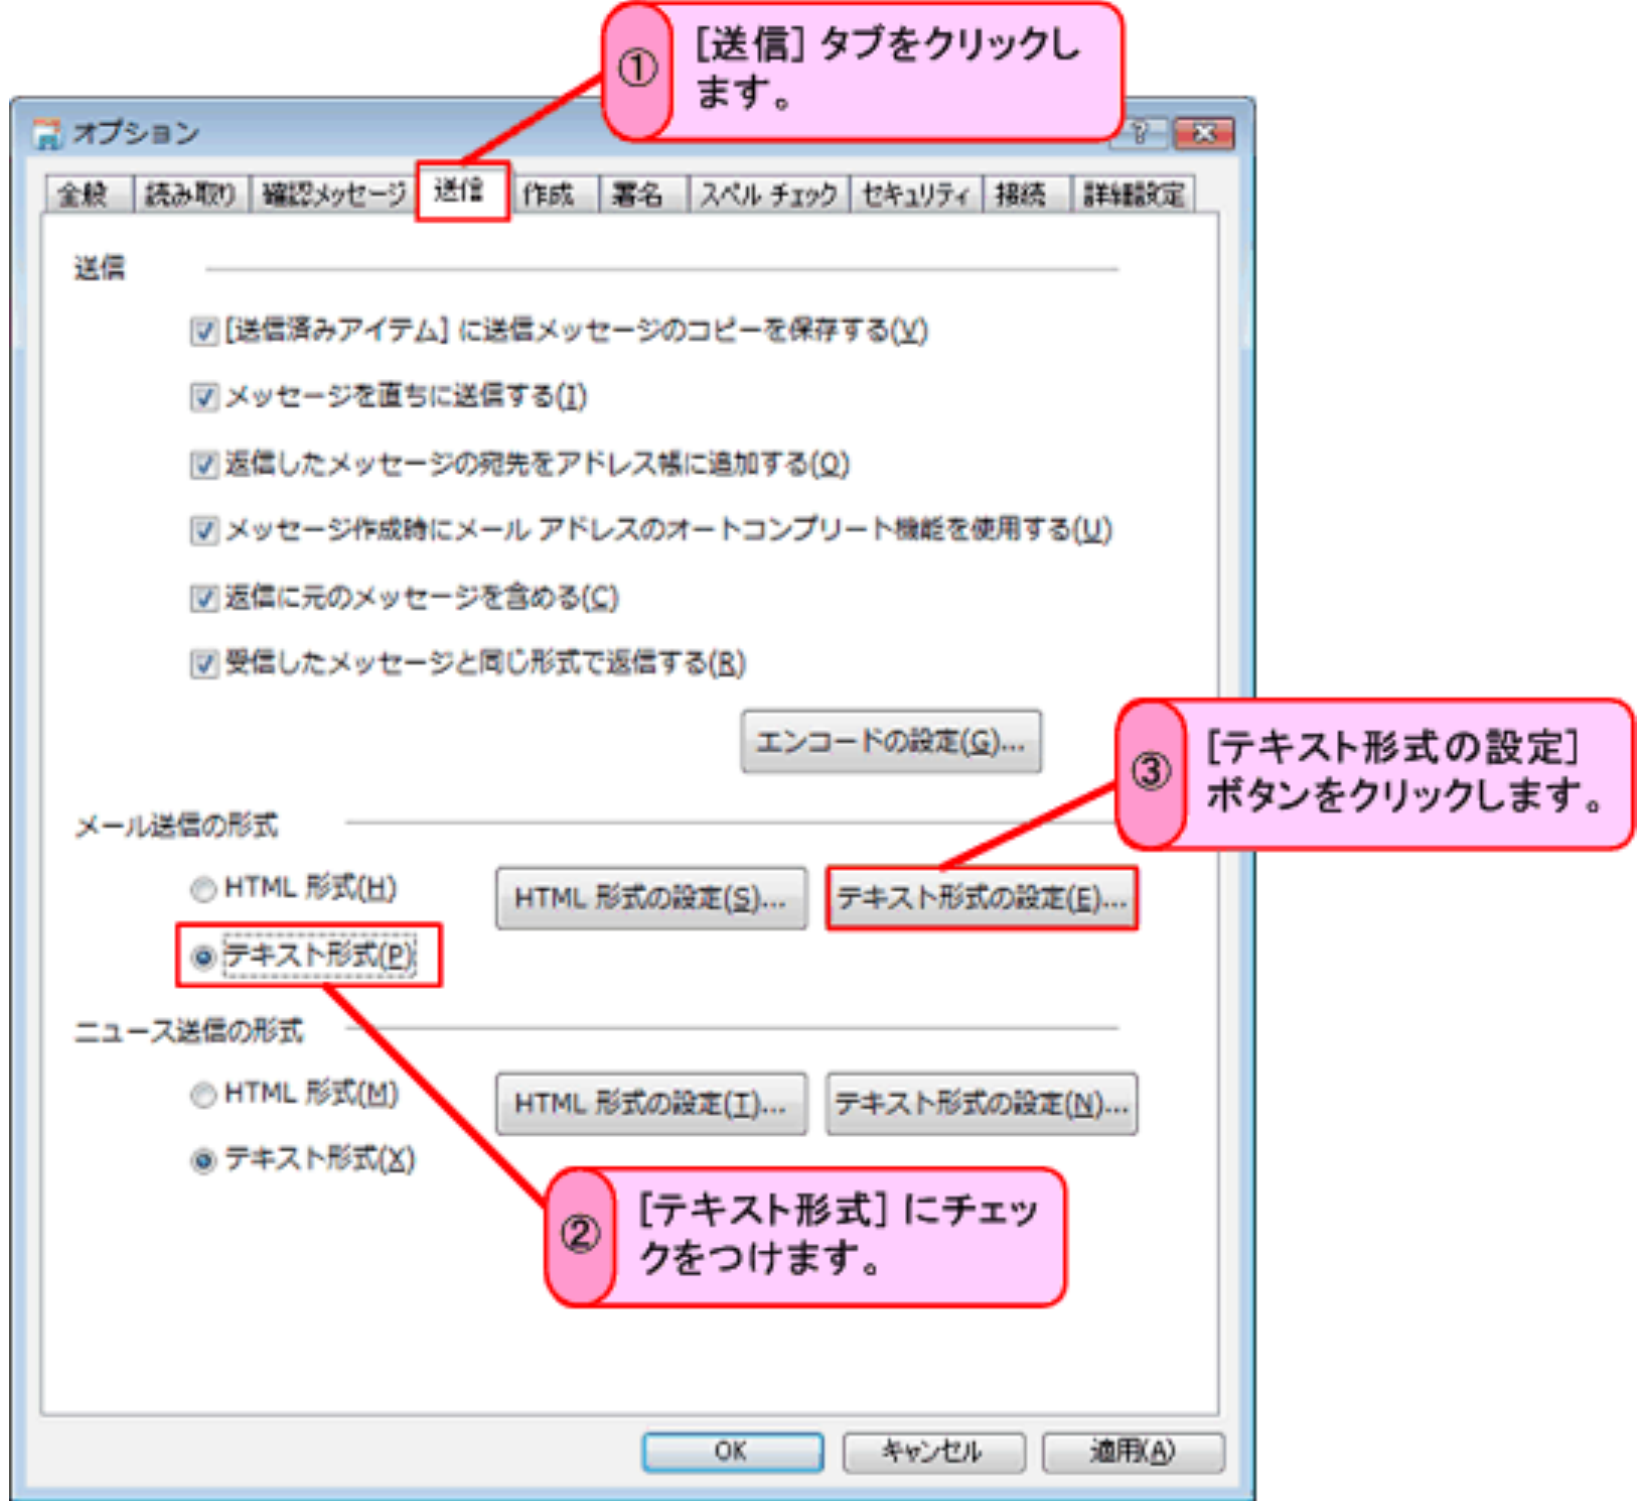 ① [送信] タブをクリックし
ます。
オプション
全般 読み取り 確認メッセージ 送信 作成 署名 スペル チェック セキュリティ 接続 詳細設定
送信
[送信済みアイテム] に送信メッセージのコピーを保存する(V)
メッセージを直ちに送信する(I)
返信したメッセージの宛先をアドレス帳に追加する(O)
メッセージ作成時にメール アドレスのオートコンプリート機能を使用する(U)
返信に元のメッセージを含める(C)
受信したメッセージと同じ形式で返信する(R)
エンコードの設定(G)...
③ [テキスト形式の設定]
ボタンをクリックします。
メール送信の形式
HTML 形式(H) HTML 形式の設定(S)... テキスト形式の設定(E)...
テキスト形式(P)
ニュース送信の形式
HTML 形式(M) HTML 形式の設定(T)... テキスト形式の設定(N)...
テキスト形式(X)
② [テキスト形式] にチェッ
クをつけます。
OK キャンセル 適用(A)